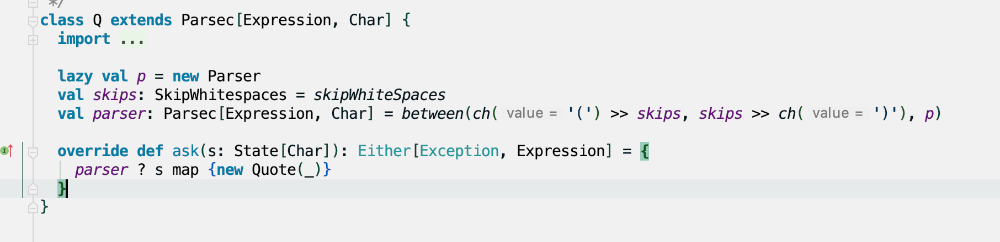 */
class Q extends Parsec[Expression, Char] {
import ...
lazy val p = new Parser
val skips: SkipWhitespaces = skipWhiteSpaces
val parser: Parsec[Expression, Char] = between(ch( value = '(') >> skips, skips >> ch( value = ')'), p)
override def ask(s: State[Char]): Either[Exception, Expression] = {
parser ? s map {new Quote(_)}
}
}